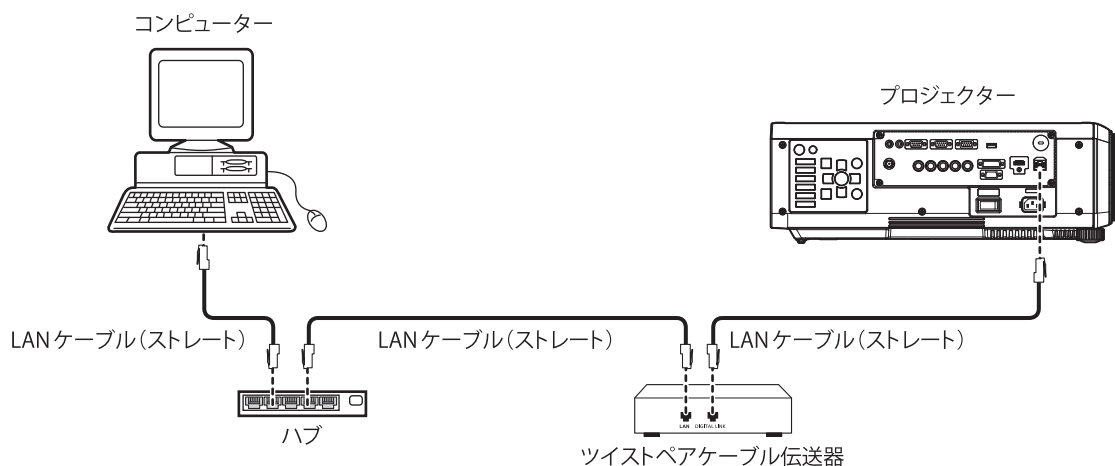 コンピューター
プロジェクター
LANケーブル（ストレート）
LANケーブル（ストレート）
LANケーブル（ストレート）
LAN DIGITAL LINK
ハブ
ツイストペアケーブル伝送器